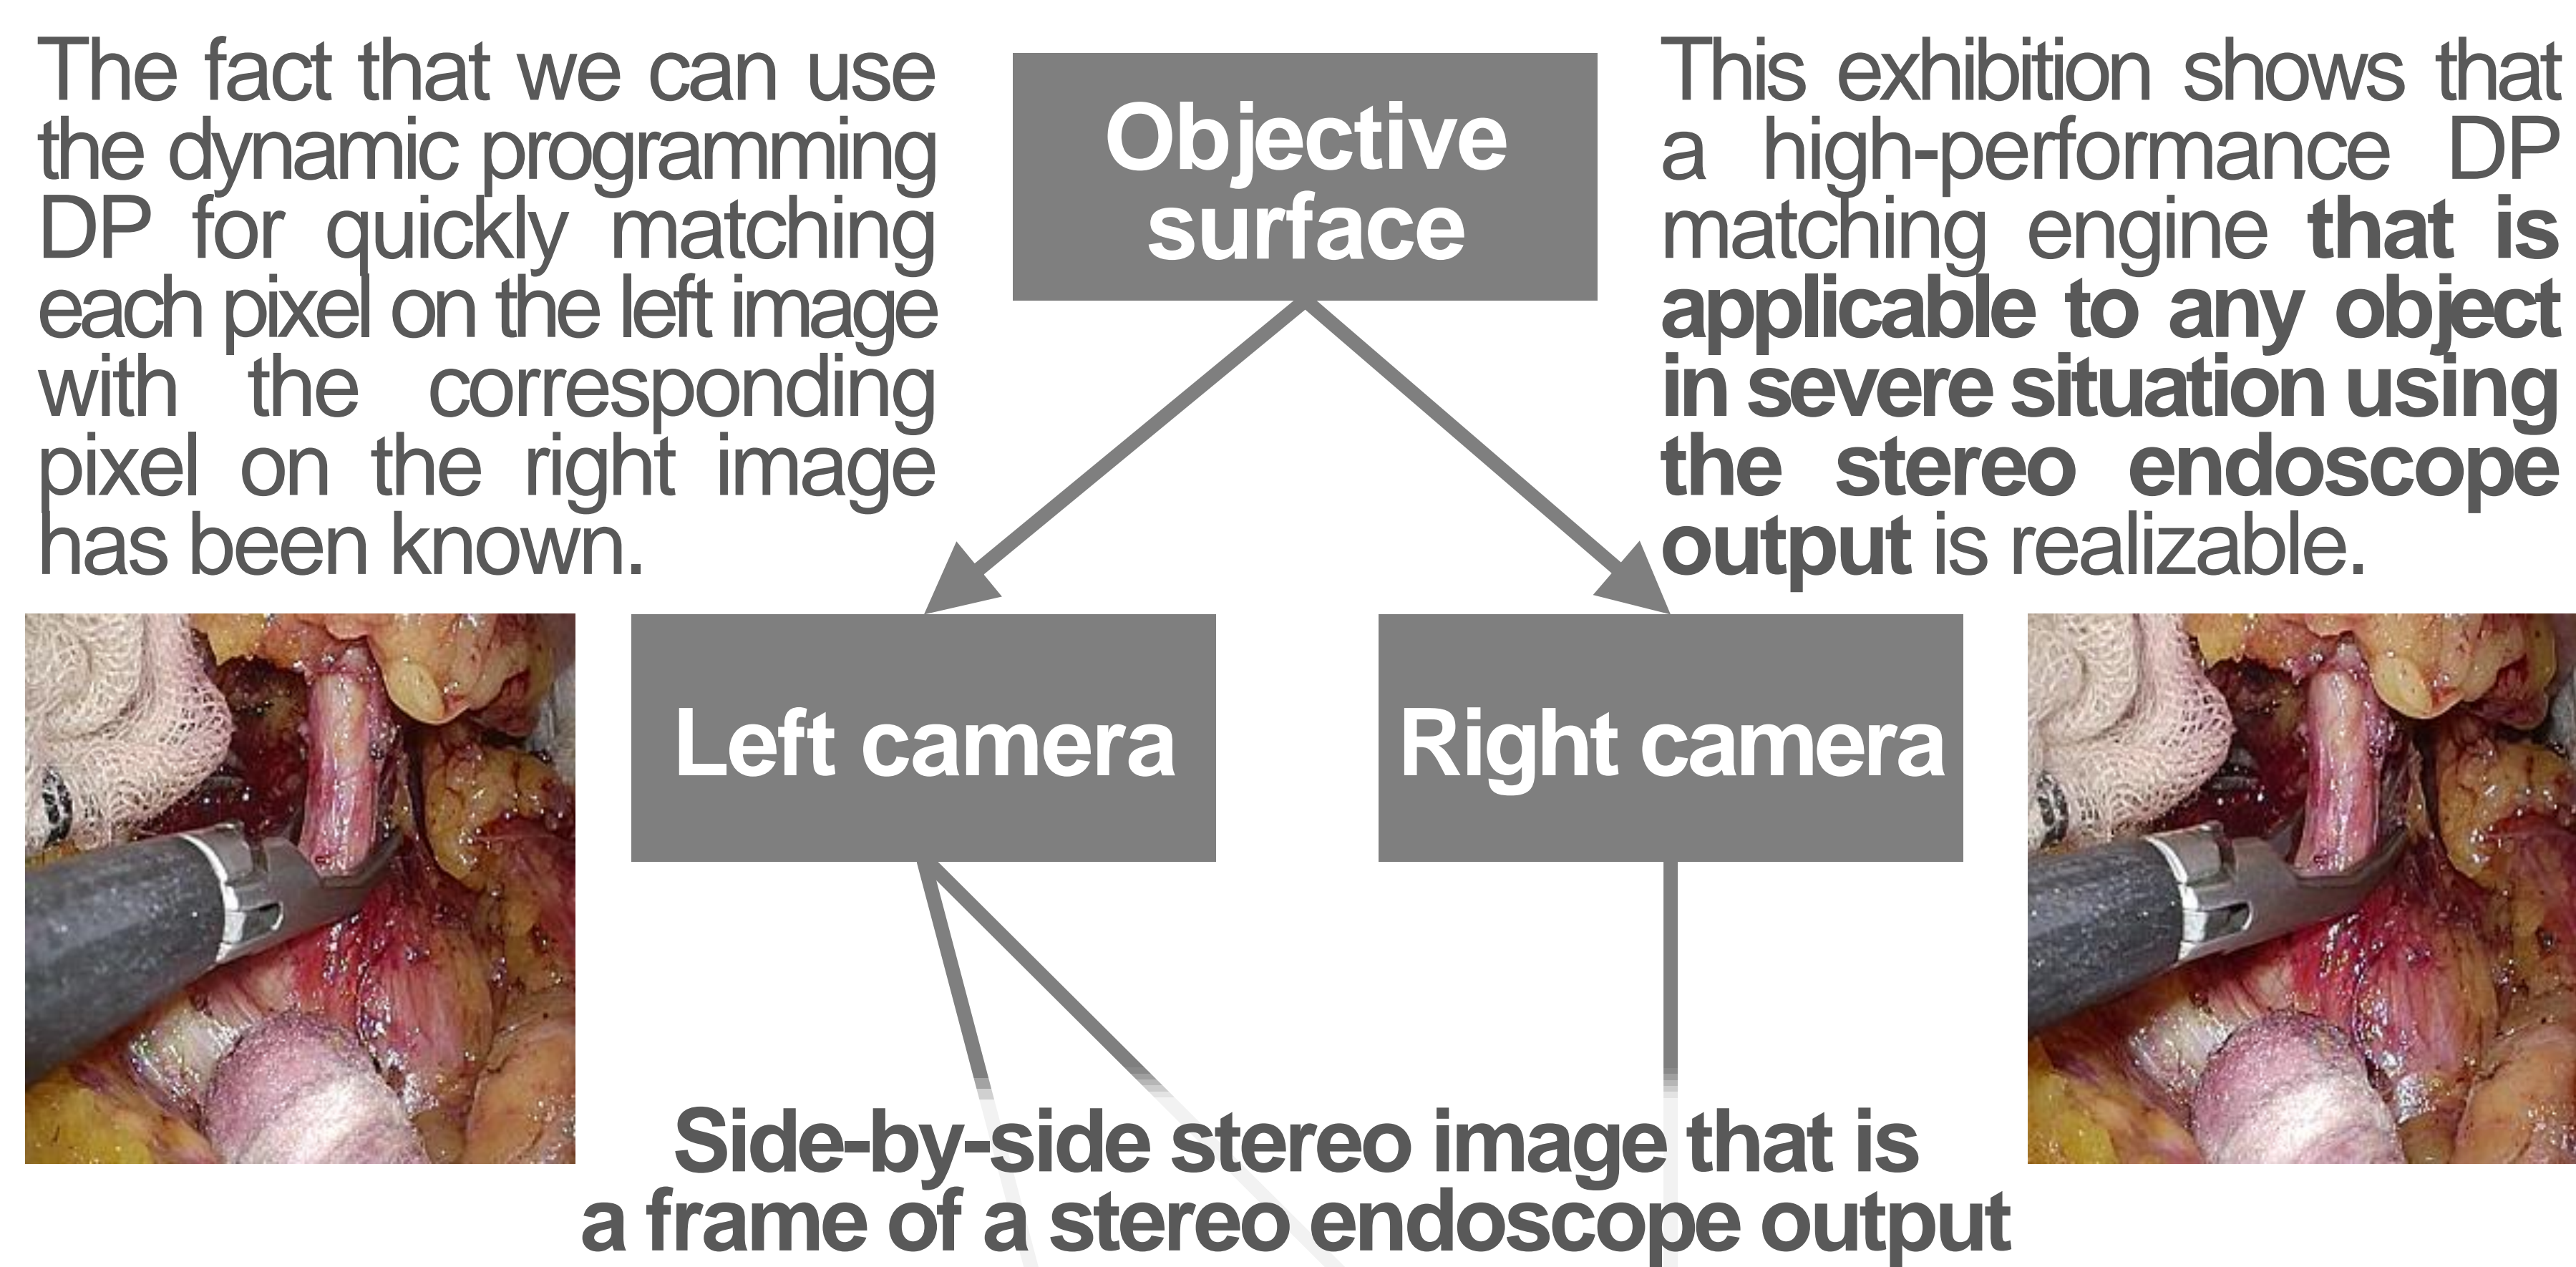 The fact that we can use
the dynamic programming
DP for quickly matching
each pixel on the left image
with the corresponding
pixel on the right image
has been known.
Objective
surface
This exhibition shows that
a high-performance DP
matching engine that is
applicable to any object
in severe situation using
the stereo endoscope
output is realizable.
Left camera
Right camera
Side-by-side stereo image that is
a frame of a stereo endoscope output